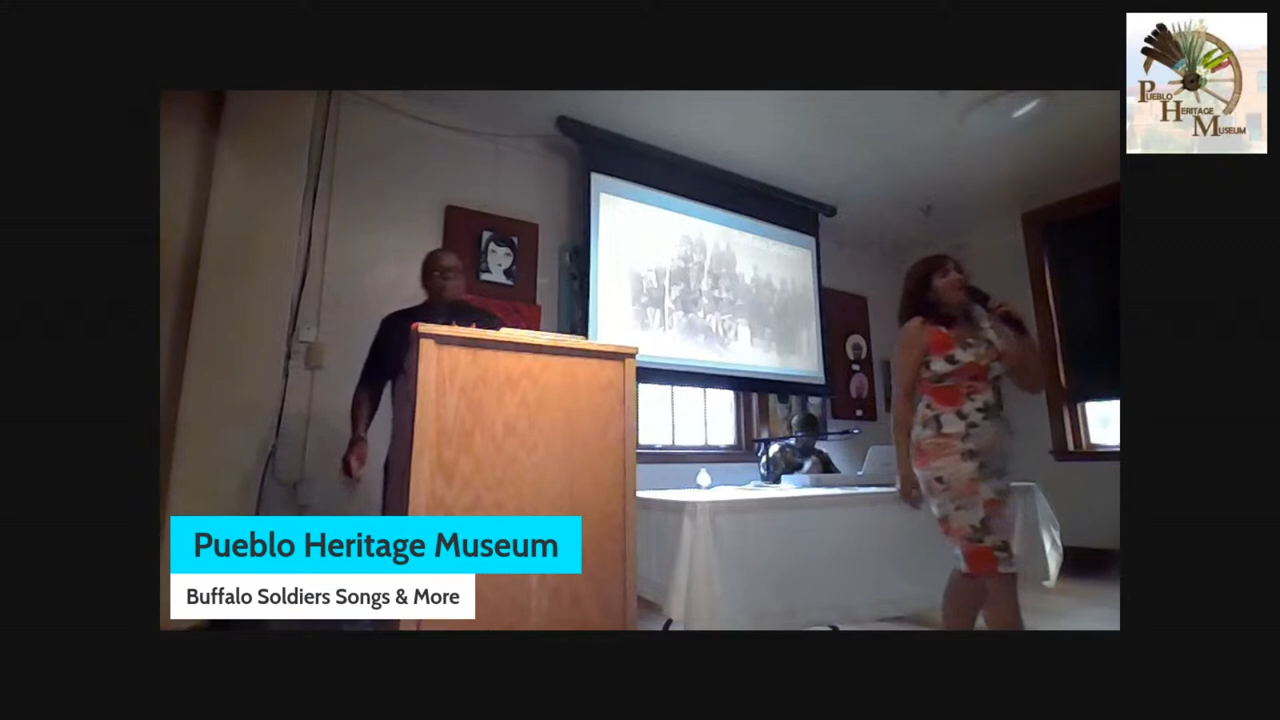 PUEBLO
HERITAGE
MUSEUM
Pueblo Heritage Museum
Buffalo Soldiers Songs & More